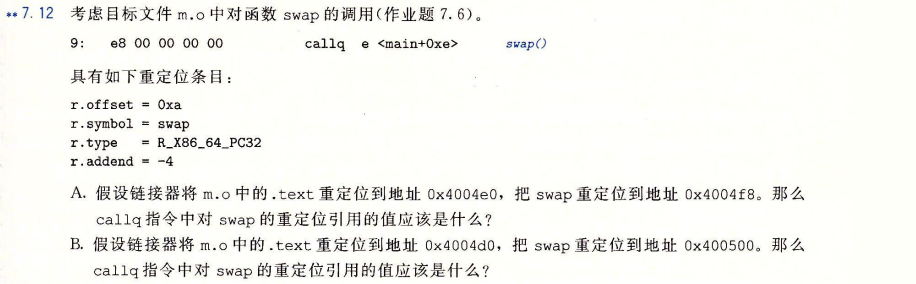 **7.12 考虑目标文件 m.o 中对函数 swap 的调用(作业题 7.6)。
9: e8 00 00 00 00 callq e <main+0xe> swap()
具有如下重定位条目:
r.offset = 0xa
r.symbol = swap
r.type = R_X86_64_PC32
r.addend = -4
A. 假设链接器将 m.o 中的.text 重定位到地址 0x4004e0，把 swap 重定位到地址 0x4004f8。那么
callq 指令中对 swap 的重定位引用的值应该是什么?
B. 假设链接器将 m.o 中的.text 重定位到地址 0x4004d0，把 swap 重定位到地址 0x400500。那么
callq 指令中对 swap 的重定位引用的值应该是什么?